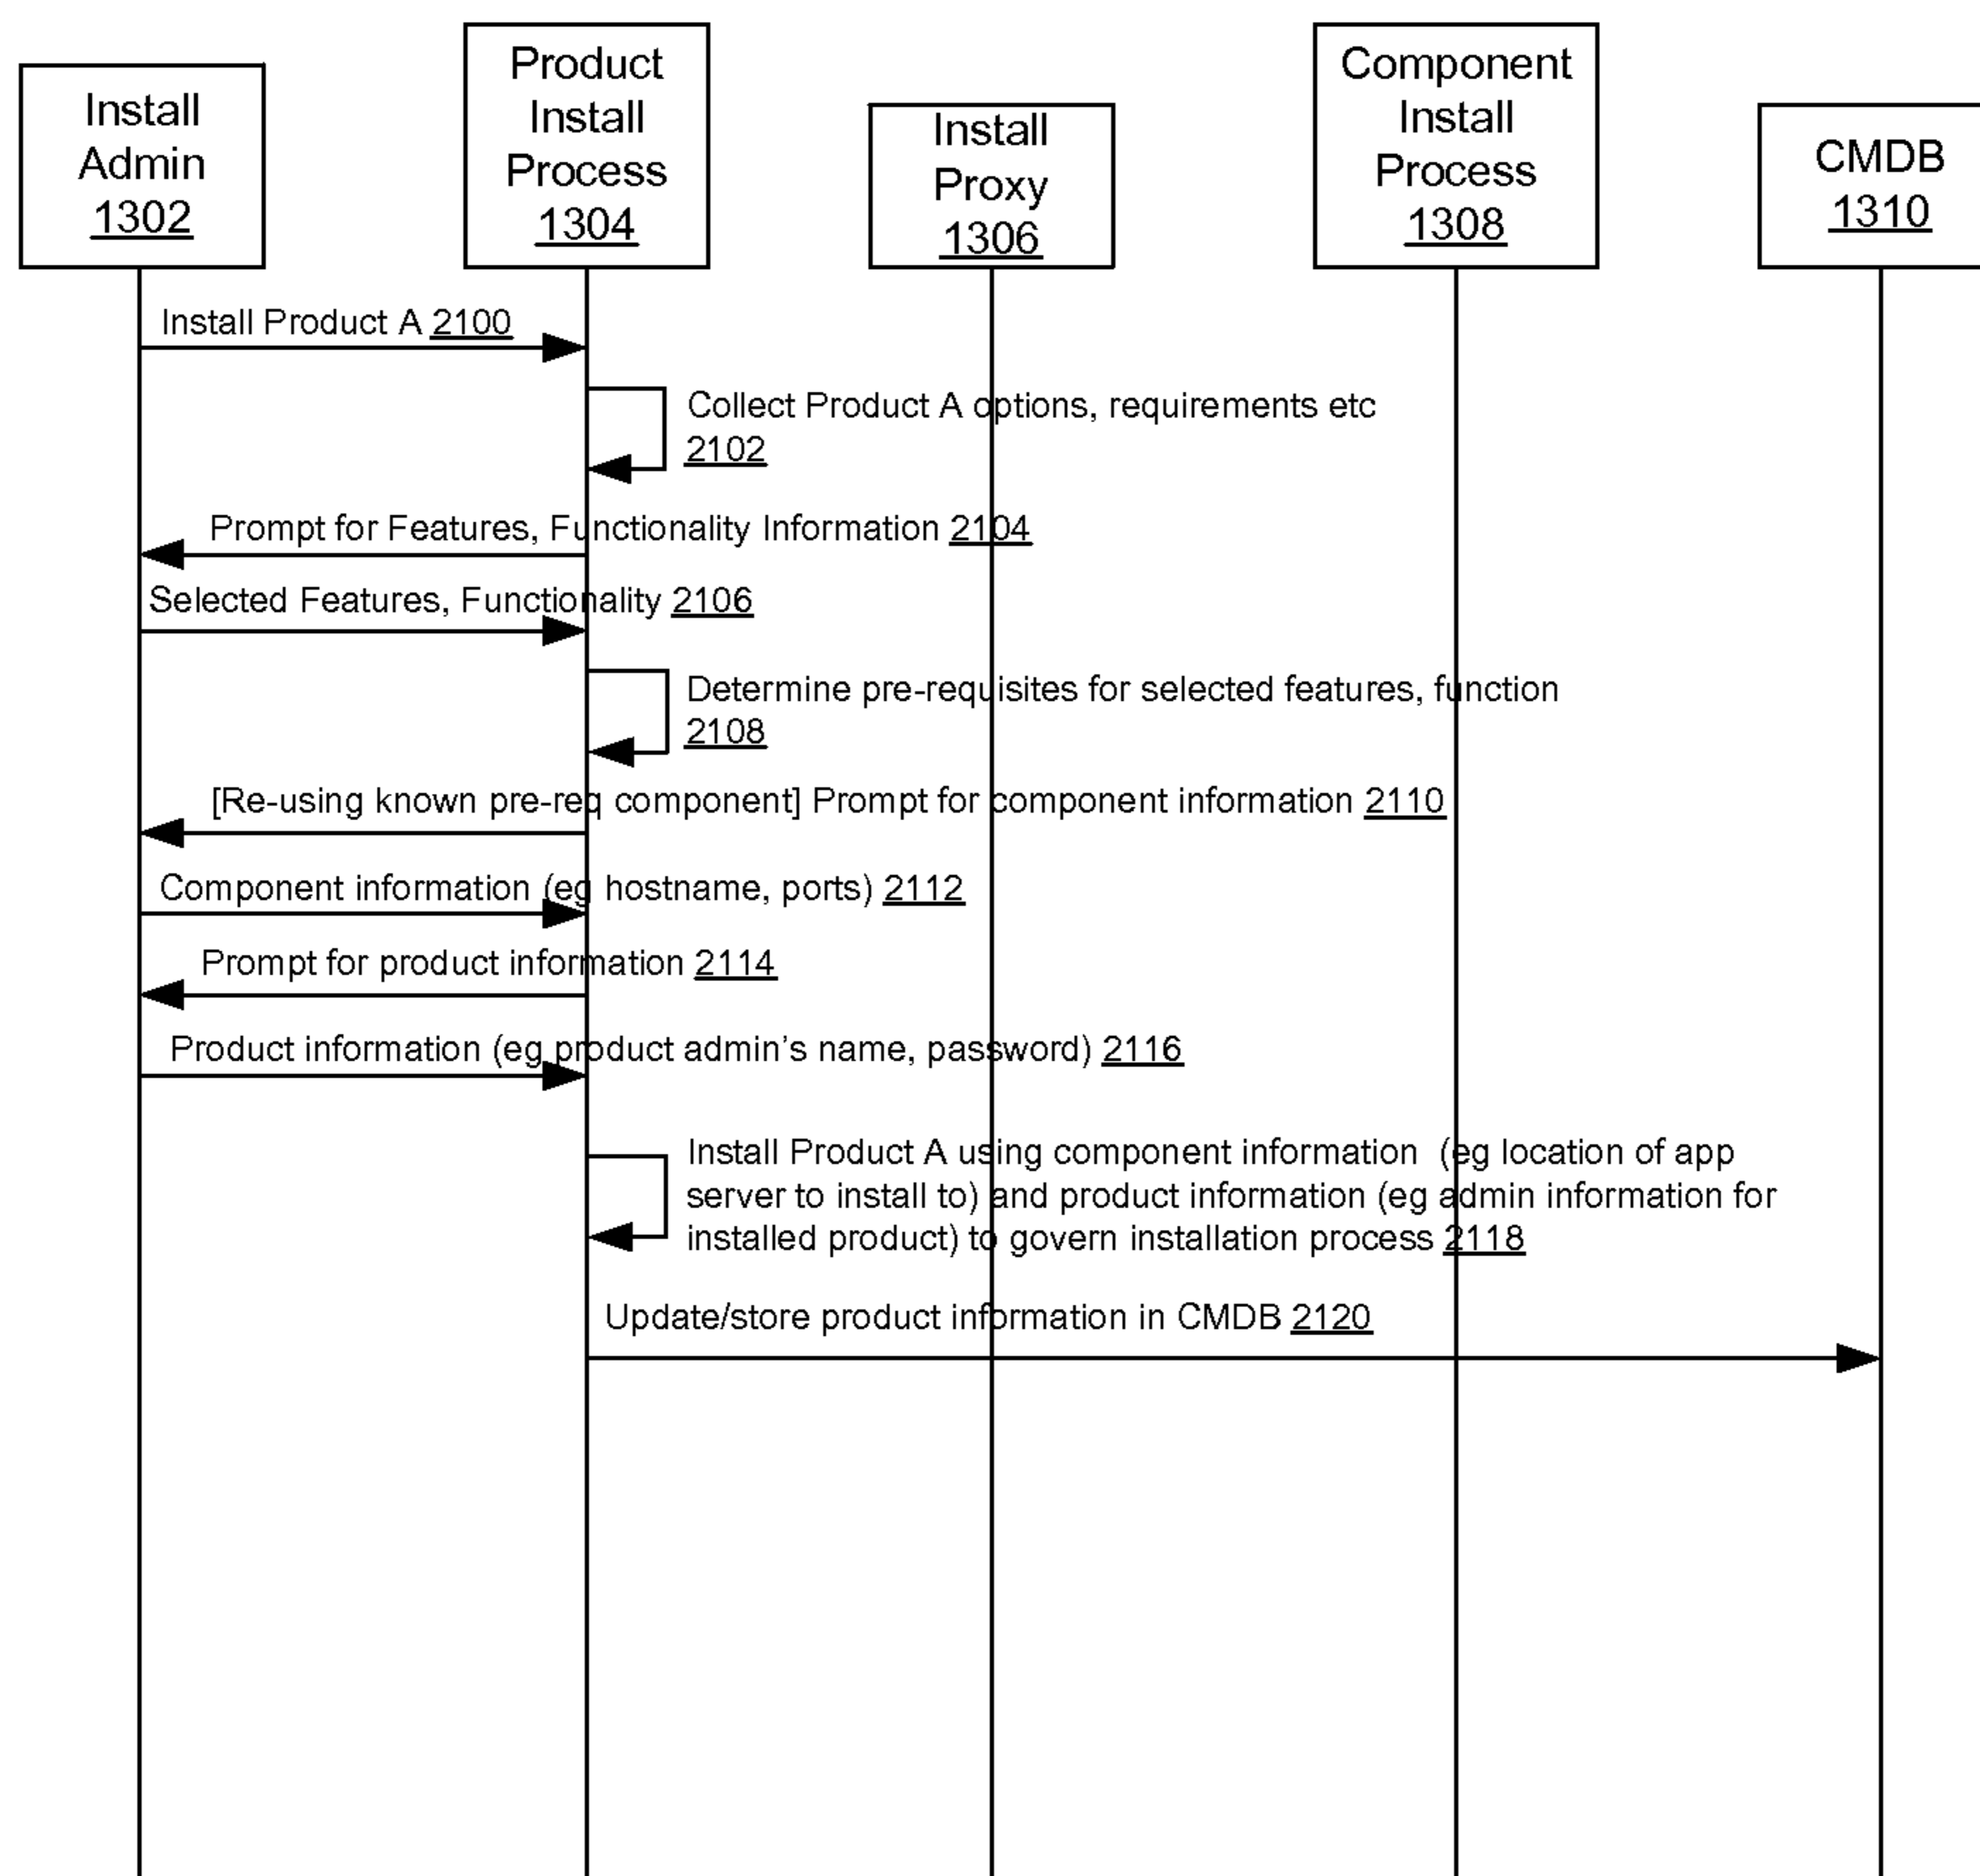 Install
Admin
1302
Product
Install
Process
1304
Install
Proxy
1306
Component
Install
Process
1308
CMDB
1310
Install Product A 2100
Collect Product A options, requirements etc
2102
Prompt for Features, Functionality Information 2104
Selected Features, Functionality 2106
Determine pre-requisites for selected features, function
2108
[Re-using known pre-req component] Prompt for component information 2110
Component information (eg hostname, ports) 2112
Prompt for product information 2114
Product information (eg product admin's name, password) 2116
Install Product A using component information (eg location of app
server to install to) and product information (eg admin information for
installed product) to govern installation process 2118
Update/store product information in CMDB 2120